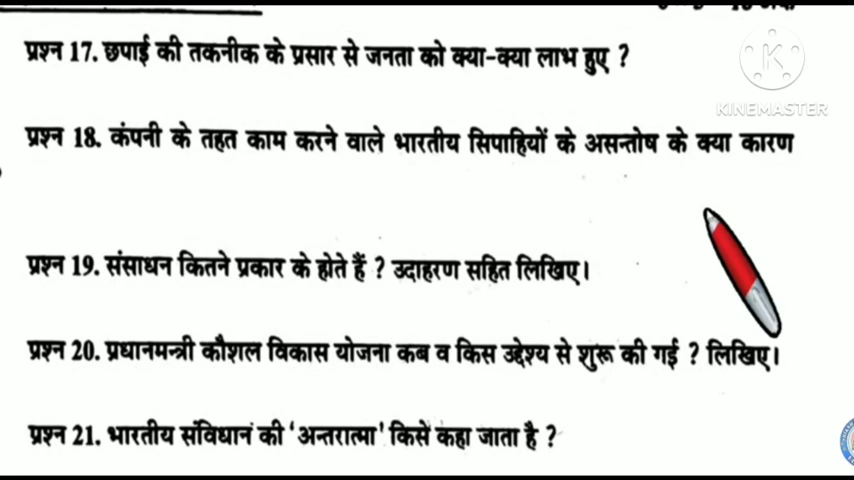 KINEMASTER
प्रश्न 17. छपाई की तकनीक के प्रसार से जनता को क्या-क्या लाभ हुए ?
प्रश्न 18. कंपनी के तहत काम करने वाले भारतीय सिपाहियों के असन्तोष के क्या कारण
प्रश्न 19. संसाधन कितने प्रकार के होते हैं ? उदाहरण सहित लिखिए।
प्रश्न 20. प्रधानमन्त्री कौशल विकास योजना कब व किस उद्देश्य से शुरू की गई ? लिखिए।
प्रश्न 21. भारतीय संविधान की 'अन्तरात्मा' किसे कहा जाता है ?